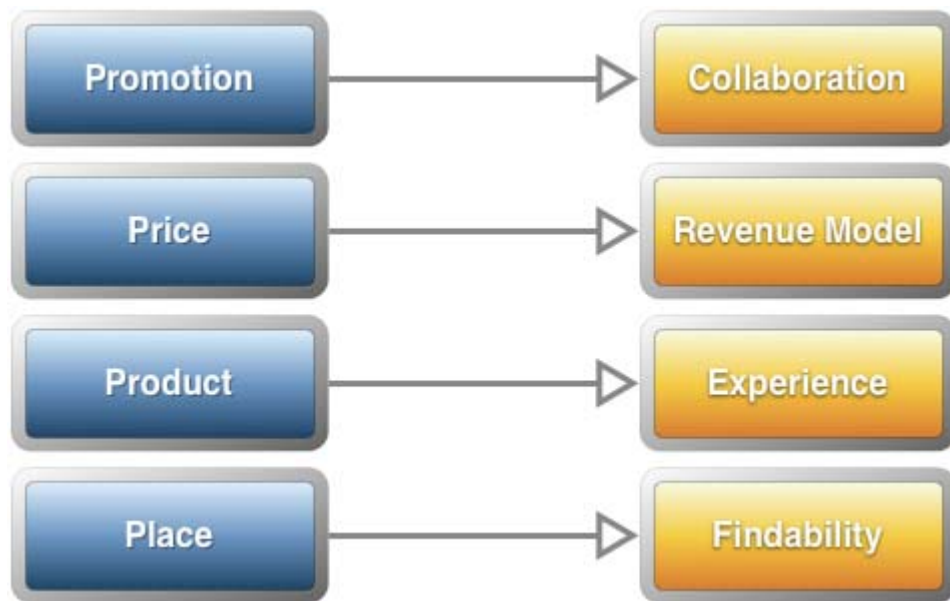 Promotion
Collaboration
Price
Revenue Model
Product
Experience
Place
Findability